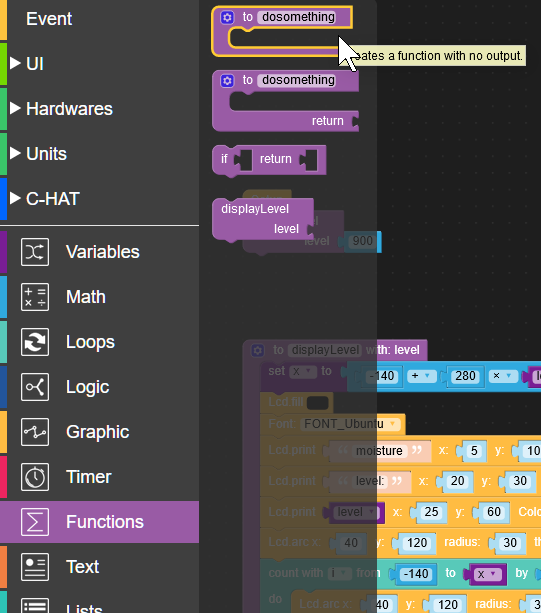 Event
UI
Hardwares
Units
C-HAT
Variables
Math
Loops
Logic
Graphic
Timer
Functions
Text
Lists
to dosomething
eates a function with no output.
to dosomething
return
if return
displayLevel
level
level 900
to displayLevel with: level
set x to -140 + 280 ×
Lcd fill
Font: FONT_Ubuntu
Lcd print “ moisture ” x: 5 y: 10
Lcd print “ level: ” x: 20 y: 30
Lcd print level x: 25 y: 60 Colo
Lcd arc x: 40 y: 120 radius: 30 th
count with i from -140 to x by
do Lcd arc x: 40 y: 120 radius: 3